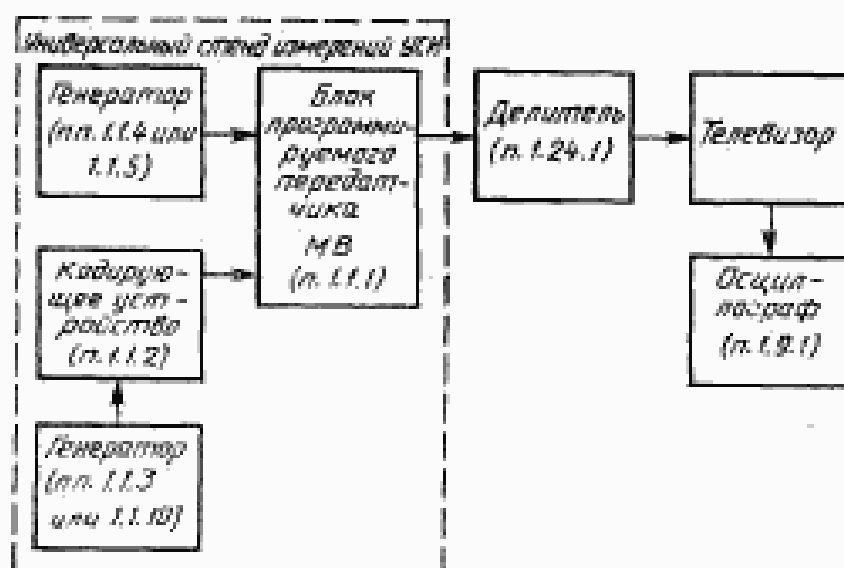 Универсальный стенд измерений УСИ
Генератор
(пп. 1.1.4 или
1.1.5)
Блок
программи-
руемого
передат-
чика
МВ
(п. 1.1.1)
Делитель
(п. 1.24.1)
Телевизор
Кодирую-
щее уст-
ройство
(п. 1.1.2)
Осцил-
лограф
(п. 1.9.1)
Генератор
(пп. 1.1.3
или 1.1.10)